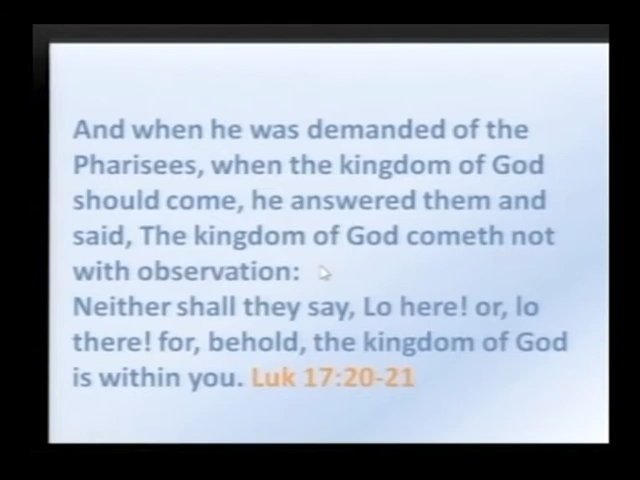 And when he was demanded of the
Pharisees, when the kingdom of God
should come, he answered them and
said, The kingdom of God cometh not
with observation:
Neither shall they say, Lo here! or, lo
there! for, behold, the kingdom of God
is within you. Luk 17:20-21